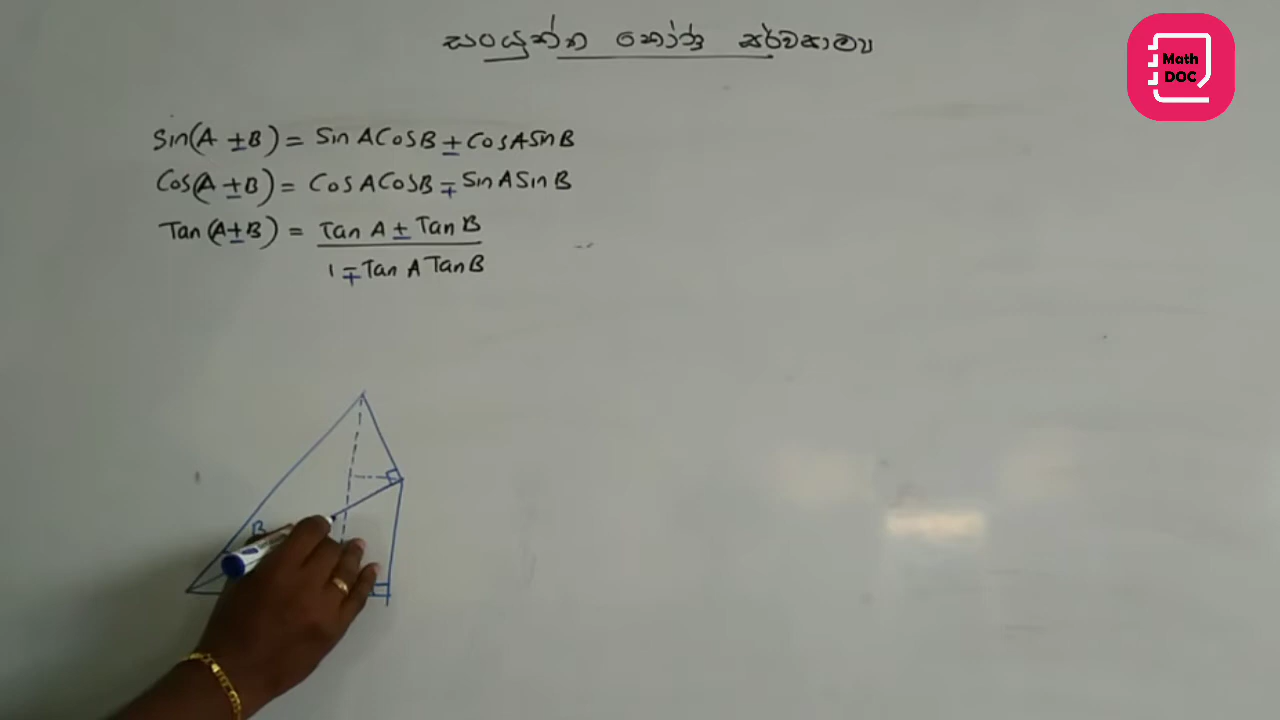 සංයුක්ත කෝණ සර්වසාම්‍ය
Math
DOC
Sin(A ±B) = Sin A Cos B ± Cos A Sin B
Cos(A ±B) = Cos A Cos B ∓ Sin A Sin B
Tan(A±B) = Tan A ± Tan B
1 ∓ Tan A Tan B
B